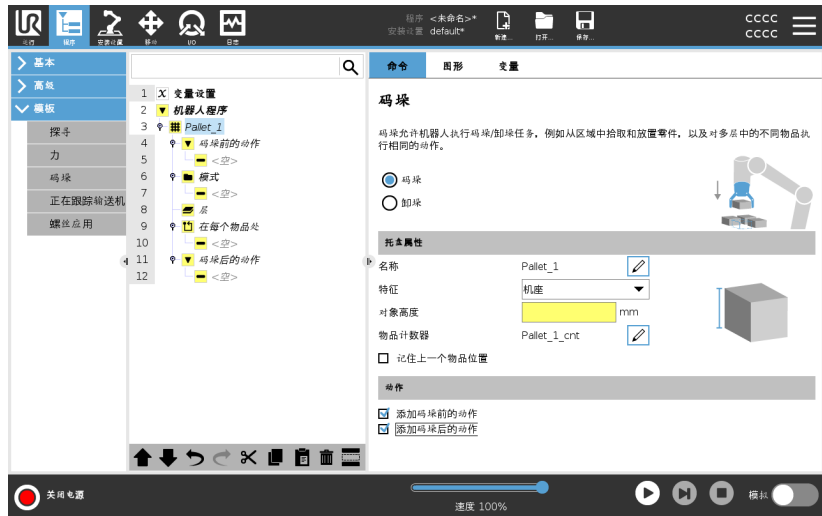 UR
运行 程序 安装设置 移动 I/O 日志
程序 <未命名>*
安装设置 default*
新建... 打开... 保存...
cccc
cccc
基本
高级
模板
探寻
力
码垛
正在跟踪输送机
螺丝应用
1 X 变量设置
2 机器人程序
3 Pallet_1
4 码垛前的动作
5 <空>
6 模式
7 <空>
8 层
9 在每个物品处
10 <空>
11 码垛后的动作
12 <空>
命令 图形 变量
码垛
码垛允许机器人执行码垛/卸垛任务，例如从区域中拾取和放置零件，以及对多层中的不同物品执
行相同的动作。
码垛
卸垛
托盘属性
名称 Pallet_1
特征 机座
对象高度 mm
物品计数器 Pallet_1_cnt
记住上一个物品位置
动作
添加码垛前的动作
添加码垛后的动作
关闭电源
速度 100%
模拟